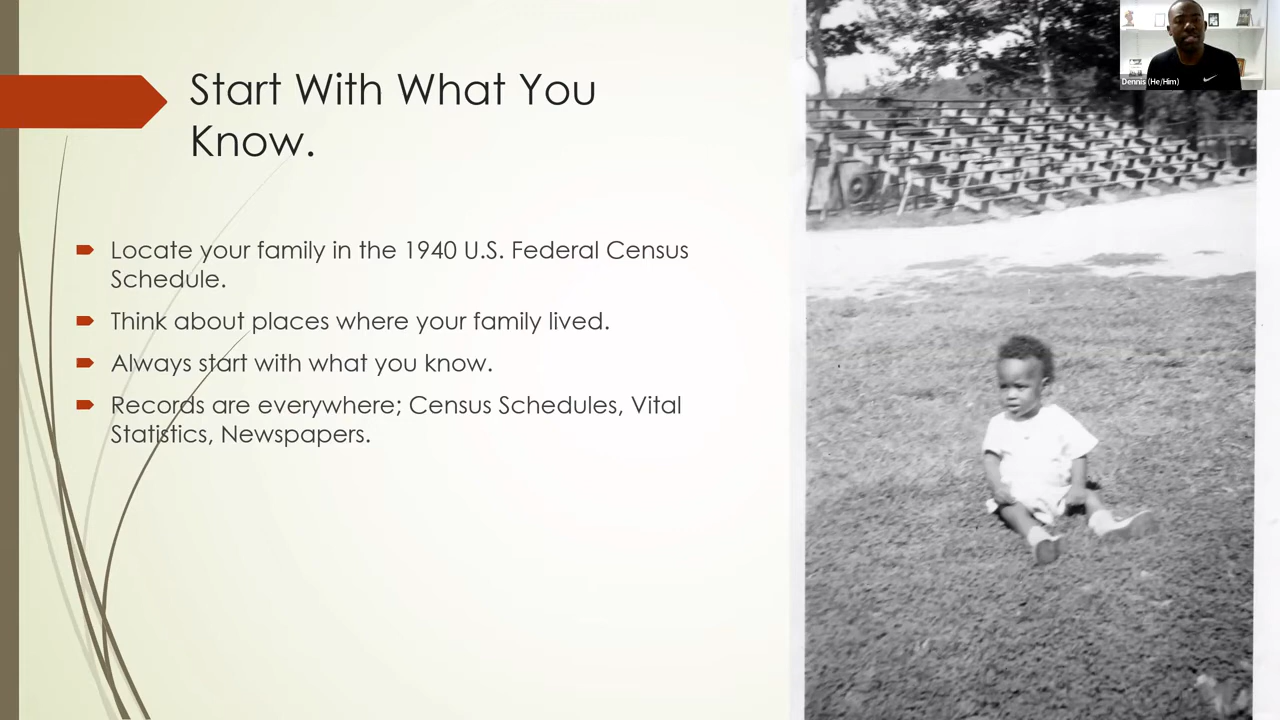 Start With What You
Know.
Locate your family in the 1940 U.S. Federal Census
Schedule.
Think about places where your family lived.
Always start with what you know.
Records are everywhere; Census Schedules, Vital
Statistics, Newspapers.
Dennis (He/Him)